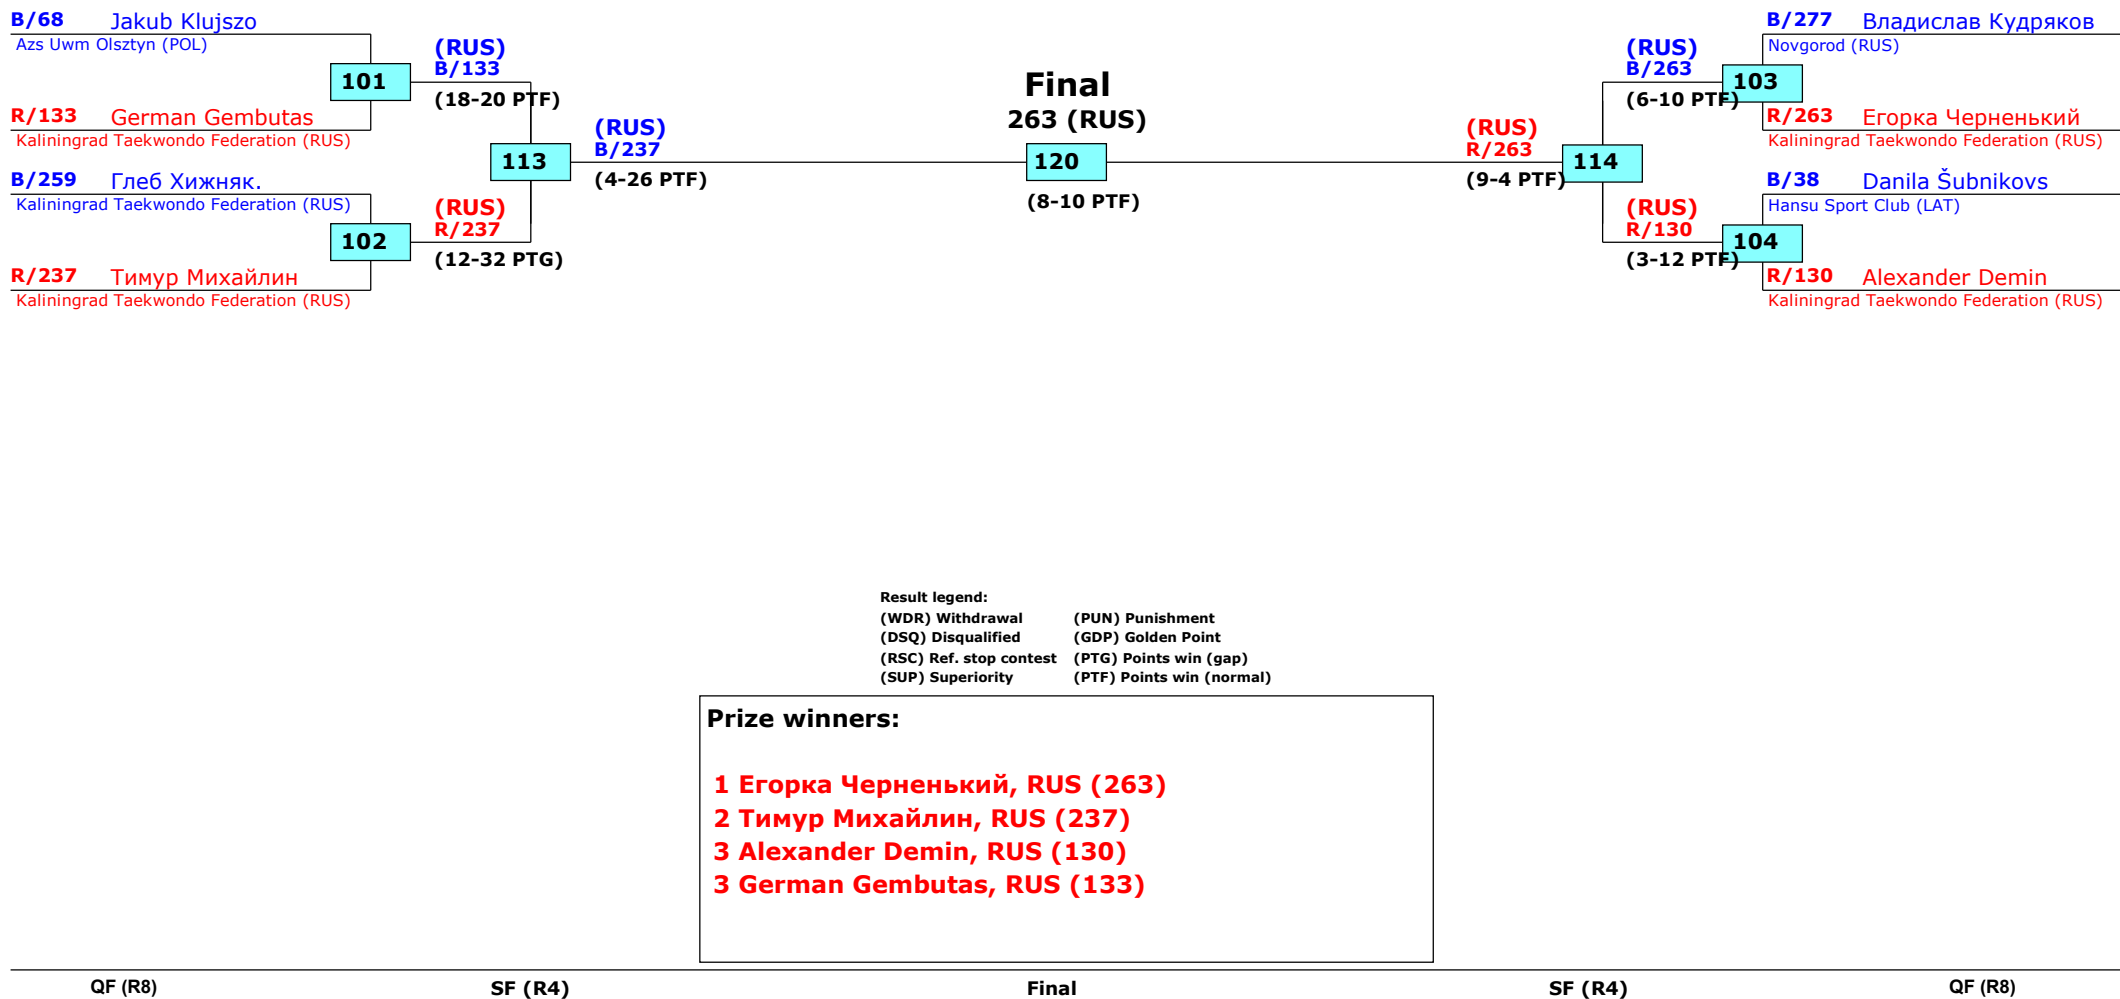 B/68 Jakub Klujszo
Azs Uwm Olsztyn (POL)
101
R/133 German Gembutas
Kaliningrad Taekwondo Federation (RUS)
B/259 Глеб Хижняк.
Kaliningrad Taekwondo Federation (RUS)
102
R/237 Тимур Михайлин
Kaliningrad Taekwondo Federation (RUS)
(RUS)
B/133
(18-20 PTF)
113
(RUS)
R/237
(12-32 PTG)
(RUS)
B/237
(4-26 PTF)
Final
263 (RUS)
120
(8-10 PTF)
(RUS)
R/263
(9-4 PTF)
114
(RUS)
B/263
(6-10 PTF)
(RUS)
R/130
(3-12 PTF)
B/277 Владислав Кудряков
Novgorod (RUS)
103
R/263 Егорка Черненький
Kaliningrad Taekwondo Federation (RUS)
B/38 Danila Šubnikovs
Hansu Sport Club (LAT)
104
R/130 Alexander Demin
Kaliningrad Taekwondo Federation (RUS)
Result legend:
(WDR) Withdrawal (PUN) Punishment
(DSQ) Disqualified (GDP) Golden Point
(RSC) Ref. stop contest (PTG) Points win (gap)
(SUP) Superiority (PTF) Points win (normal)
Prize winners:
1 Егорка Черненький, RUS (263)
2 Тимур Михайлин, RUS (237)
3 Alexander Demin, RUS (130)
3 German Gembutas, RUS (133)
QF (R8) SF (R4) Final SF (R4) QF (R8)